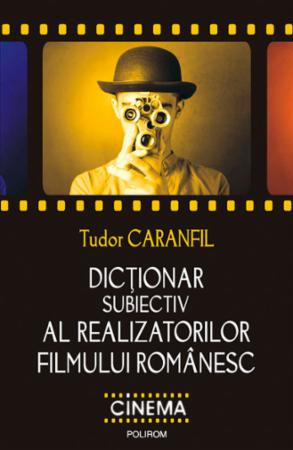 Tudor CARANFIL
DICȚIONAR
SUBIECTIV
AL REALIZATORILOR
FILMULUI ROMÂNESC
CINEMA
POLIROM